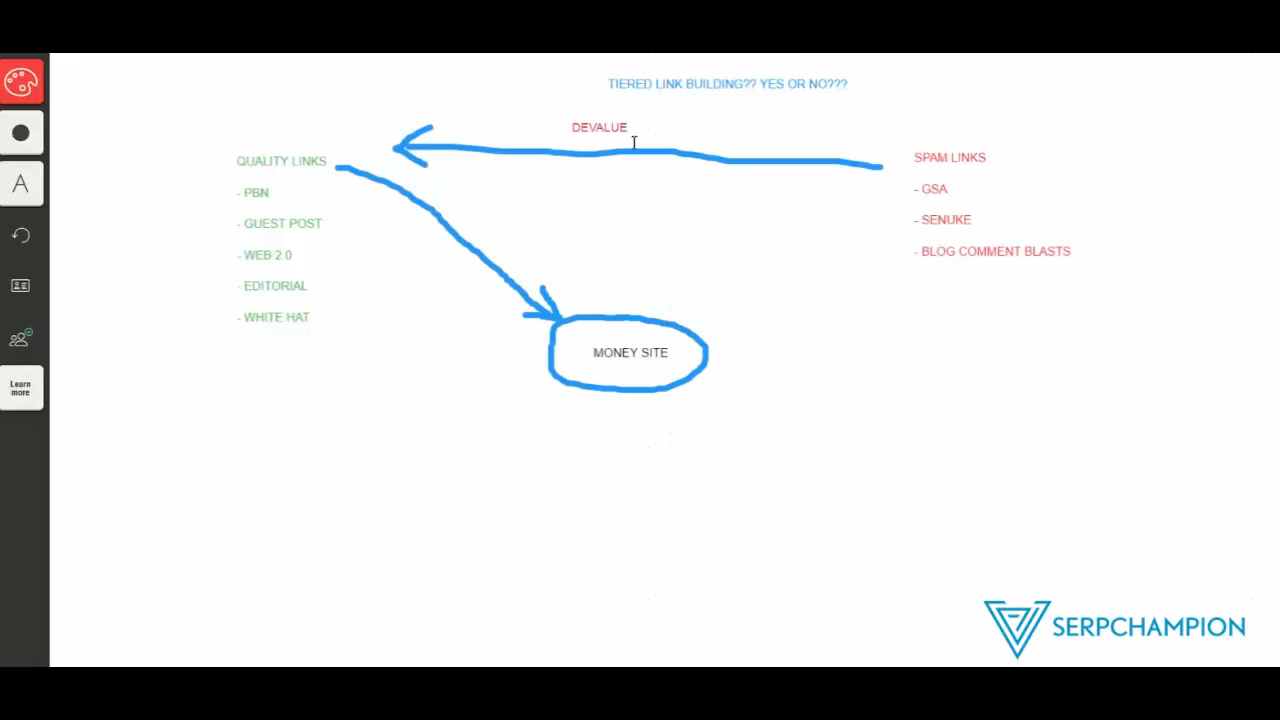 TIERED LINK BUILDING?? YES OR NO???
DEVALUE
QUALITY LINKS
- PBN
- GUEST POST
- WEB 2.0
- EDITORIAL
- WHITE HAT
SPAM LINKS
- GSA
- SENUKE
- BLOG COMMENT BLASTS
MONEY SITE
A
Learn
more
SERPCHAMPION